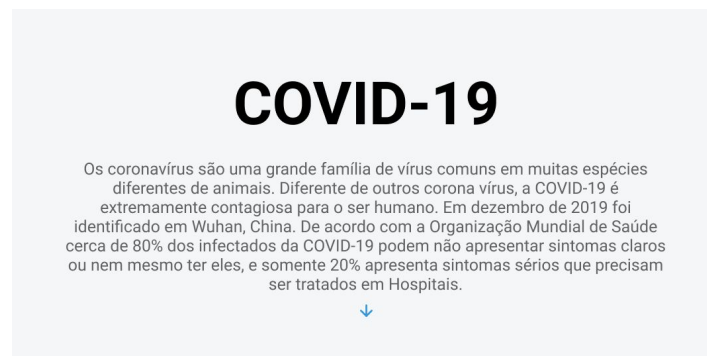 COVID-19
Os coronavírus são uma grande família de vírus comuns em muitas espécies
diferentes de animais. Diferente de outros corona vírus, a COVID-19 é
extremamente contagiosa para o ser humano. Em dezembro de 2019 foi
identificado em Wuhan, China. De acordo com a Organização Mundial de Saúde
cerca de 80% dos infectados da COVID-19 podem não apresentar sintomas claros
ou nem mesmo ter eles, e somente 20% apresenta sintomas sérios que precisam
ser tratados em Hospitais.